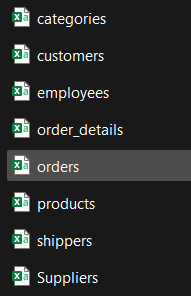 categories
customers
employees
order_details
orders
products
shippers
Suppliers